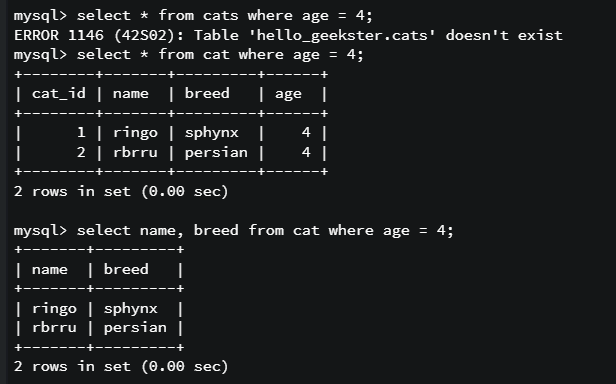 mysql> select * from cats where age = 4;
ERROR 1146 (42S02): Table 'hello_geekster.cats' doesn't exist
mysql> select * from cat where age = 4;
+--------+-------+---------+------+
| cat_id | name  | breed   | age  |
+--------+-------+---------+------+
|      1 | ringo | sphynx  |    4 |
|      2 | rbrru | persian |    4 |
+--------+-------+---------+------+
2 rows in set (0.00 sec)

mysql> select name, breed from cat where age = 4;
+-------+---------+
| name  | breed   |
+-------+---------+
| ringo | sphynx  |
| rbrru | persian |
+-------+---------+
2 rows in set (0.00 sec)